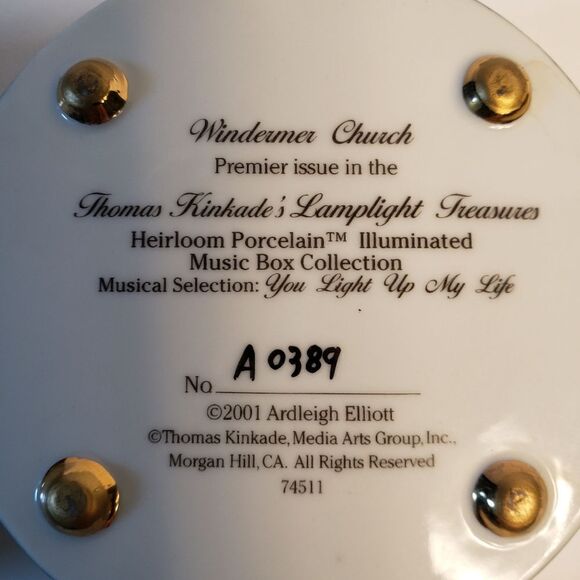 Windermer Church
Premier issue in the
Thomas Kinkade's Lamplight Treasures
Heirloom Porcelain™ Illuminated
Music Box Collection
Musical Selection: You Light Up My Life
No A 0389
©2001 Ardleigh Elliott
©Thomas Kinkade, Media Arts Group, Inc.,
Morgan Hill, CA. All Rights Reserved
74511